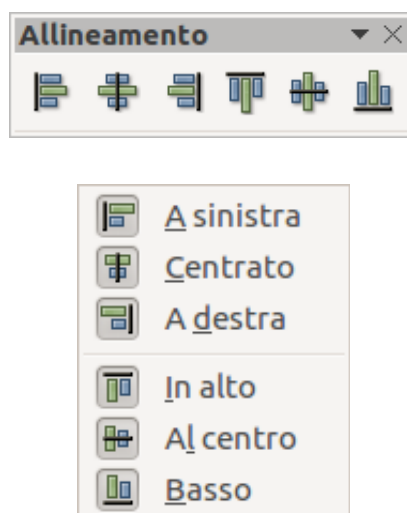 Allineamento
A sinistra
Centrato
A destra
In alto
Al centro
Basso